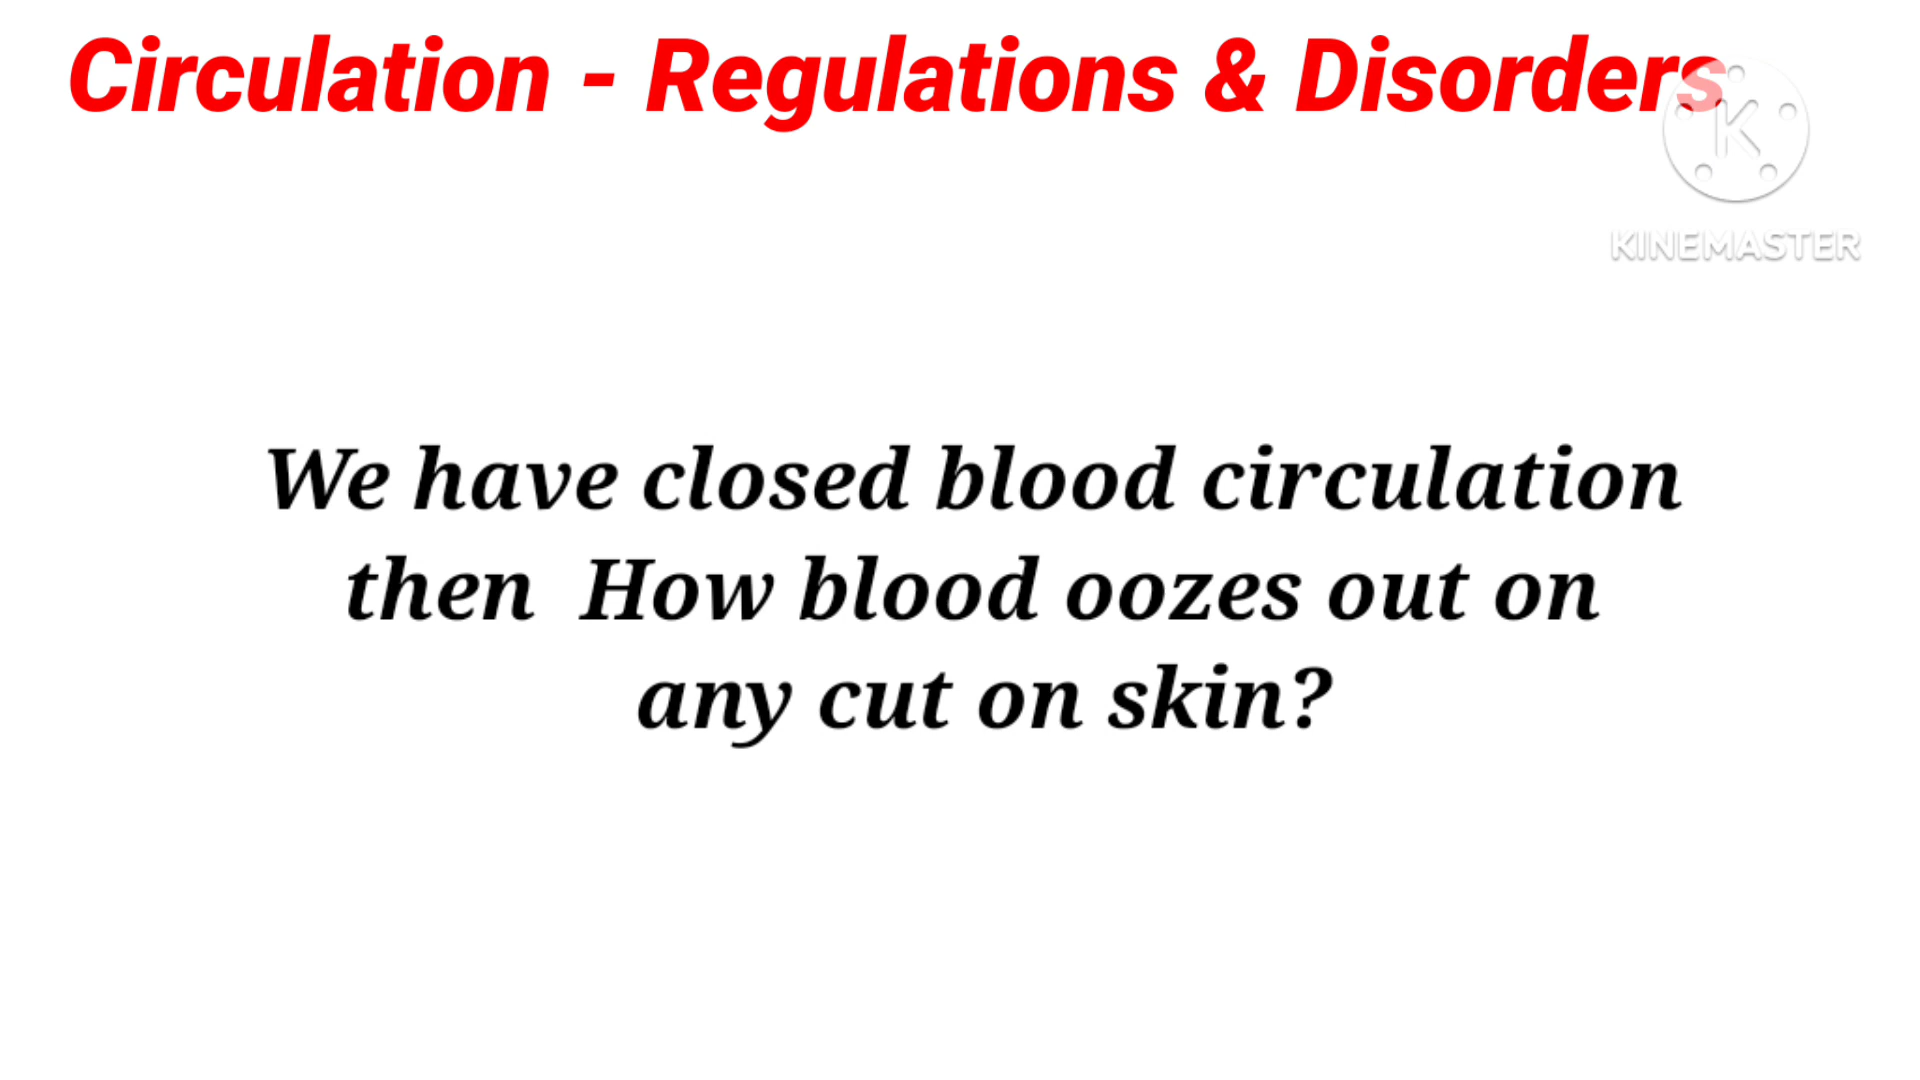 Circulation - Regulations & Disorders
K
KINEMASTER
We have closed blood circulation
then How blood oozes out on
any cut on skin?